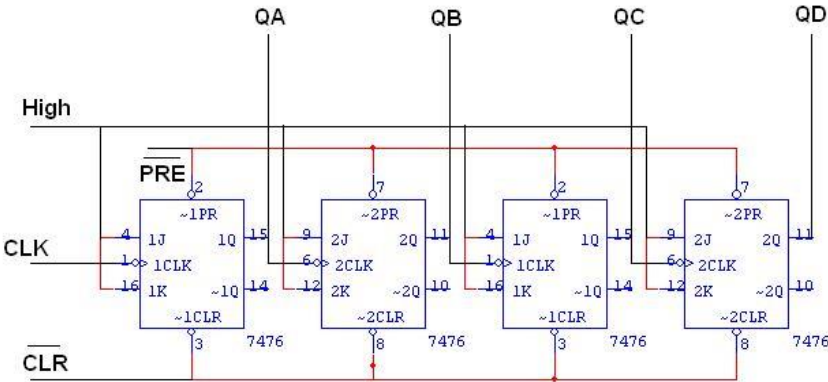 QA QB QC QD
High
PRE
2 7 2 7
~1PR ~2PR ~1PR ~2PR
4 1J 1Q 15 9 2J 2Q 11 4 1J 1Q 15 9 2J 2Q 11
CLK 1 1CLK 6 2CLK 1 1CLK 6 2CLK
16 1K ~1Q 14 12 2K ~2Q 10 16 1K ~1Q 14 12 2K ~2Q 10
~1CLR ~2CLR ~1CLR ~2CLR
3 7476 8 7476 3 7476 8 7476
CLR